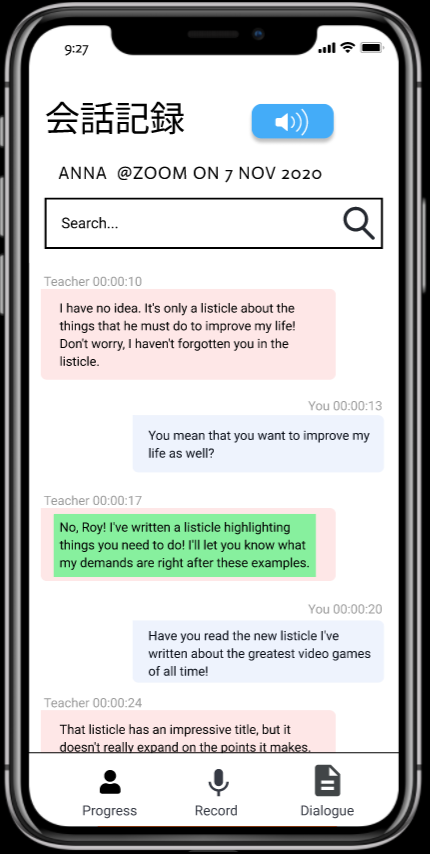 9:27
会話記録
ANNA @ZOOM ON 7 NOV 2020
Search...
Teacher 00:00:10
I have no idea. It's only a listicle about the
things that he must do to improve my life!
Don't worry, I haven't forgotten you in the
listicle.
You 00:00:13
You mean that you want to improve my
life as well?
Teacher 00:00:17
No, Roy! I've written a listicle highlighting
things you need to do! I'll let you know what
my demands are right after these examples.
You 00:00:20
Have you read the new listicle I've
written about the greatest video games
of all time!
Teacher 00:00:24
That listicle has an impressive title, but it
doesn't really expand on the points it makes.
Progress
Record
Dialogue